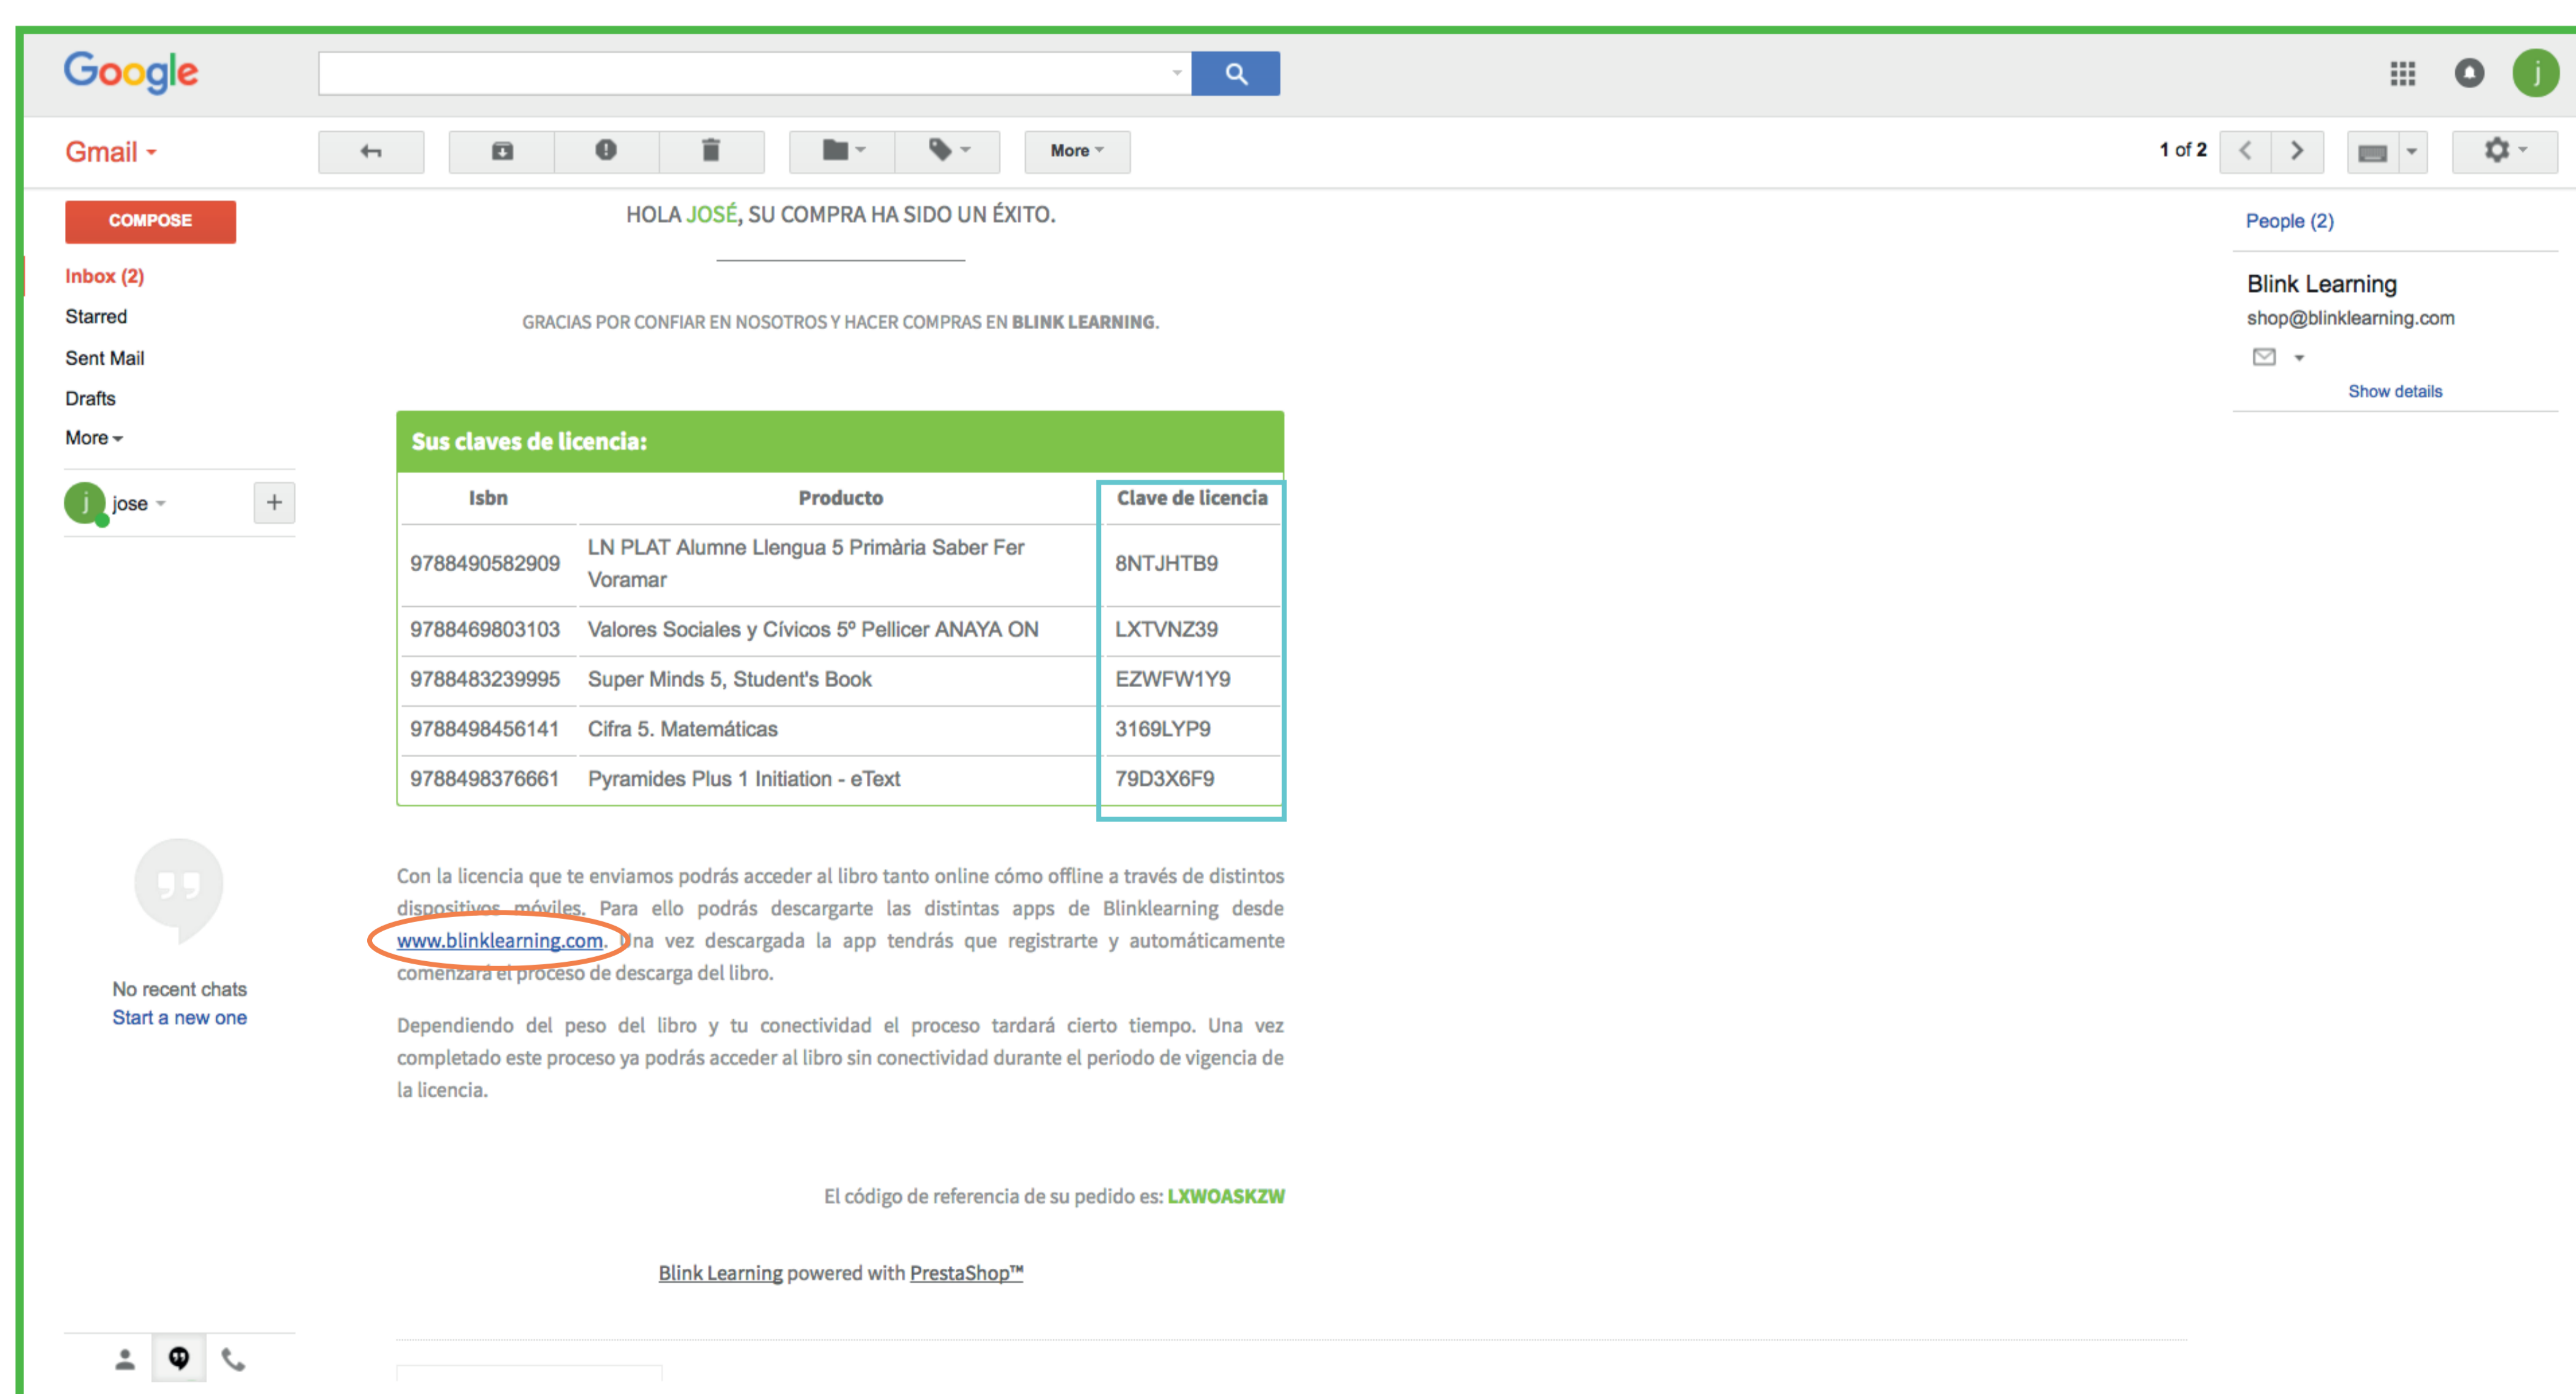 Google
j
Gmail
More
1 of 2
COMPOSE
Inbox (2)
Starred
Sent Mail
Drafts
More
j jose
+
No recent chats
Start a new one
HOLA JOSÉ, SU COMPRA HA SIDO UN ÉXITO.
GRACIAS POR CONFIAR EN NOSOTROS Y HACER COMPRAS EN BLINK LEARNING.
Sus claves de licencia:
Isbn Producto Clave de licencia
9788490582909 LN PLAT Alumne Llengua 5 Primària Saber Fer Voramar 8NTJHTB9
9788469803103 Valores Sociales y Cívicos 5º Pellicer ANAYA ON LXTVNZ39
9788483239995 Super Minds 5, Student's Book EZWFW1Y9
9788498456141 Cifra 5. Matemáticas 3169LYP9
9788498376661 Pyramides Plus 1 Initiation - eText 79D3X6F9
Con la licencia que te enviamos podrás acceder al libro tanto online cómo offline a través de distintos
dispositivos móviles. Para ello podrás descargarte las distintas apps de Blinklearning desde
www.blinklearning.com. Una vez descargada la app tendrás que registrarte y automáticamente
comenzará el proceso de descarga del libro.
Dependiendo del peso del libro y tu conectividad el proceso tardará cierto tiempo. Una vez
completado este proceso ya podrás acceder al libro sin conectividad durante el periodo de vigencia de
la licencia.
El código de referencia de su pedido es: LXWOASKZW
Blink Learning powered with PrestaShop™
People (2)
Blink Learning
shop@blinklearning.com
Show details